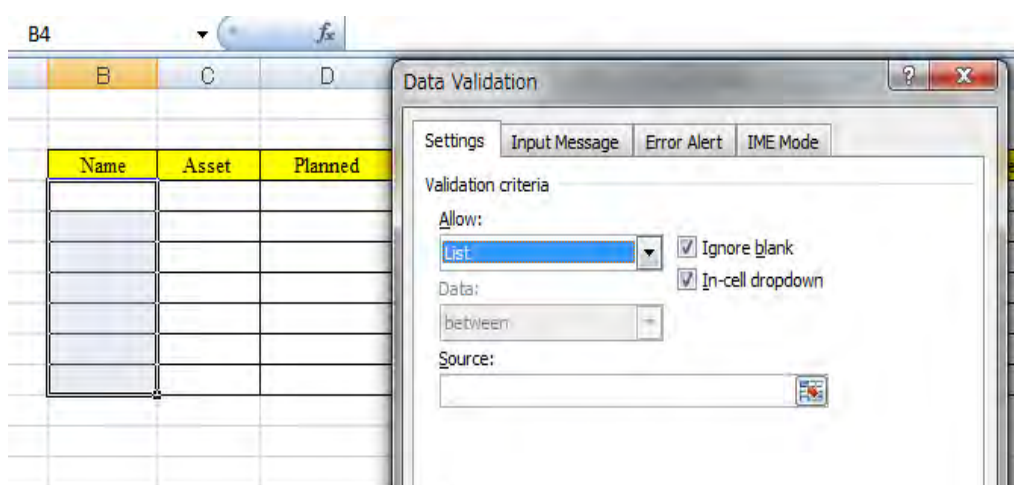 B4 fx
B C D
Data Validation
Settings Input Message Error Alert IME Mode
Name Asset Planned
Validation criteria
Allow:
List
Ignore blank
In-cell dropdown
Data:
between
Source: